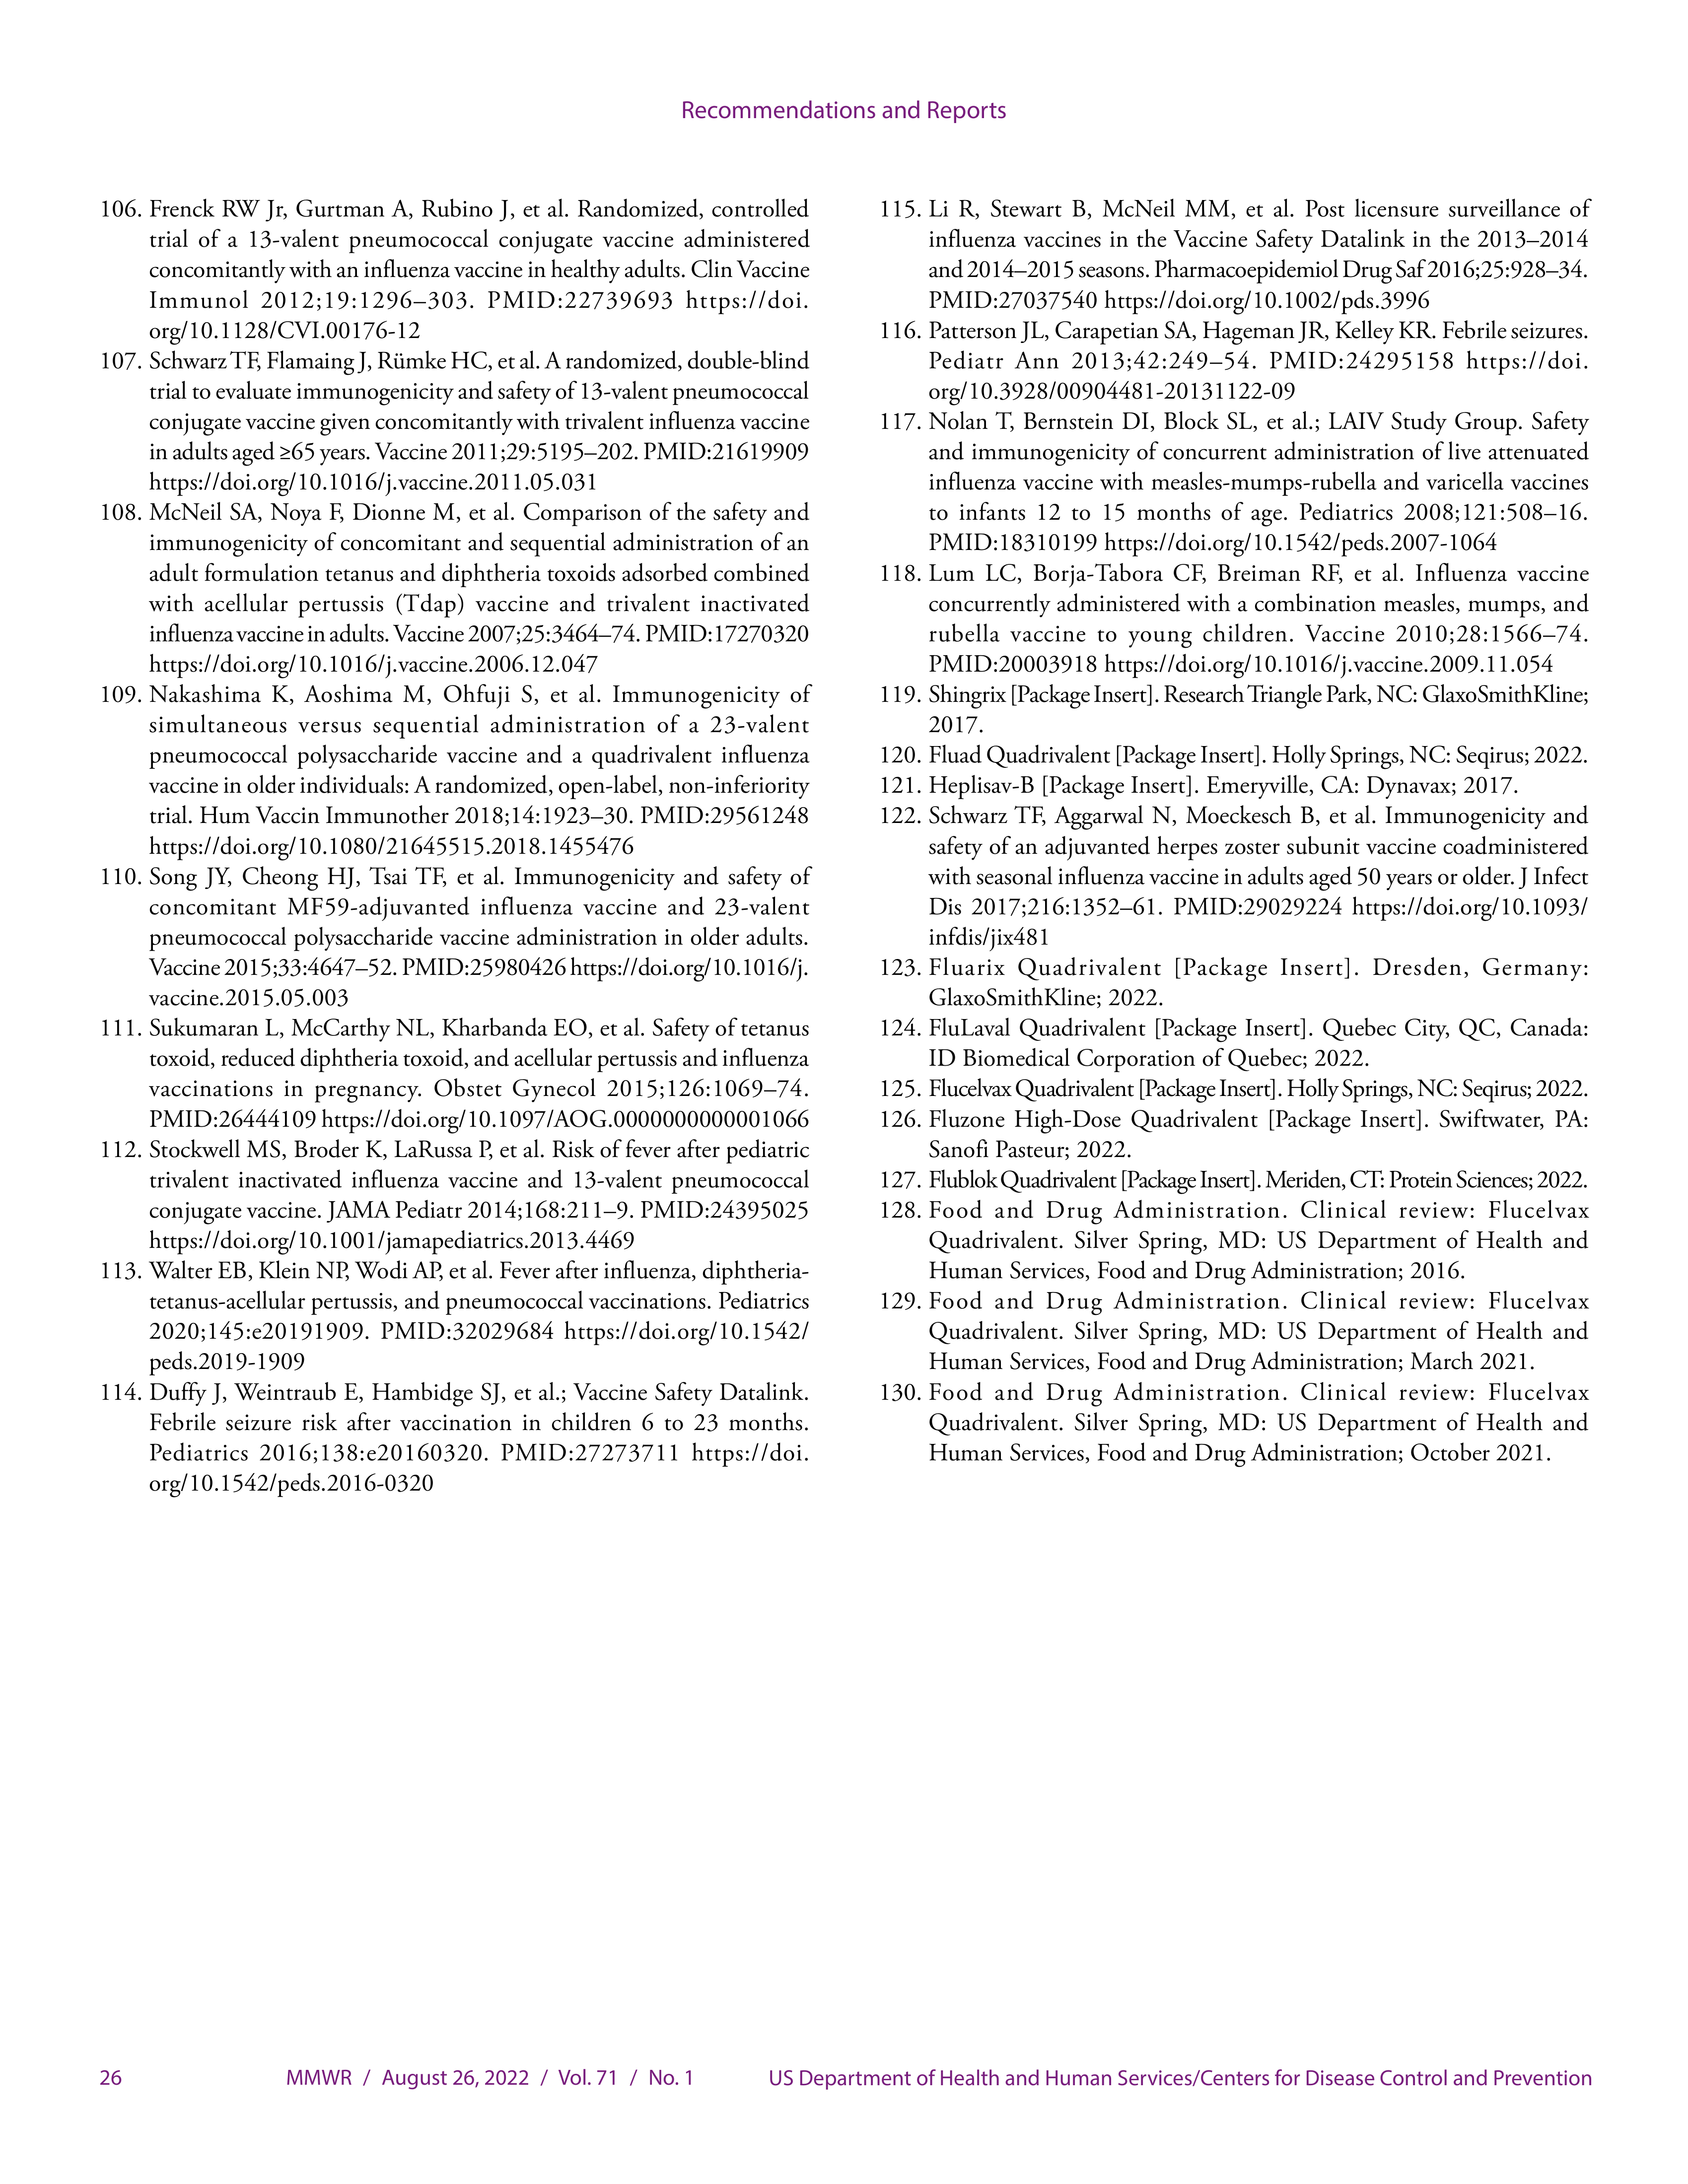 Recommendations and Reports
106. Frenck RW Jr, Gurtman A, Rubino J, et al. Randomized, controlled
trial of a 13-valent pneumococcal conjugate vaccine administered
concomitantly with an influenza vaccine in healthy adults. Clin Vaccine
Immunol 2012;19:1296–303. PMID:22739693 https://doi.
org/10.1128/CVI.00176-12
107. Schwarz TF, Flamaing J, Rümke HC, et al. A randomized, double-blind
trial to evaluate immunogenicity and safety of 13-valent pneumococcal
conjugate vaccine given concomitantly with trivalent influenza vaccine
in adults aged ≥65 years. Vaccine 2011;29:5195–202. PMID:21619909
https://doi.org/10.1016/j.vaccine.2011.05.031
108. McNeil SA, Noya F, Dionne M, et al. Comparison of the safety and
immunogenicity of concomitant and sequential administration of an
adult formulation tetanus and diphtheria toxoids adsorbed combined
with acellular pertussis (Tdap) vaccine and trivalent inactivated
influenza vaccine in adults. Vaccine 2007;25:3464–74. PMID:17270320
https://doi.org/10.1016/j.vaccine.2006.12.047
109. Nakashima K, Aoshima M, Ohfuji S, et al. Immunogenicity of
simultaneous versus sequential administration of a 23-valent
pneumococcal polysaccharide vaccine and a quadrivalent influenza
vaccine in older individuals: A randomized, open-label, non-inferiority
trial. Hum Vaccin Immunother 2018;14:1923–30. PMID:29561248
https://doi.org/10.1080/21645515.2018.1455476
110. Song JY, Cheong HJ, Tsai TF, et al. Immunogenicity and safety of
concomitant MF59-adjuvanted influenza vaccine and 23-valent
pneumococcal polysaccharide vaccine administration in older adults.
Vaccine 2015;33:4647–52. PMID:25980426 https://doi.org/10.1016/j.
vaccine.2015.05.003
111. Sukumaran L, McCarthy NL, Kharbanda EO, et al. Safety of tetanus
toxoid, reduced diphtheria toxoid, and acellular pertussis and influenza
vaccinations in pregnancy. Obstet Gynecol 2015;126:1069–74.
PMID:26444109 https://doi.org/10.1097/AOG.0000000000001066
112. Stockwell MS, Broder K, LaRussa P, et al. Risk of fever after pediatric
trivalent inactivated influenza vaccine and 13-valent pneumococcal
conjugate vaccine. JAMA Pediatr 2014;168:211–9. PMID:24395025
https://doi.org/10.1001/jamapediatrics.2013.4469
113. Walter EB, Klein NP, Wodi AP, et al. Fever after influenza, diphtheria-
tetanus-acellular pertussis, and pneumococcal vaccinations. Pediatrics
2020;145:e20191909. PMID:32029684 https://doi.org/10.1542/
peds.2019-1909
114. Duffy J, Weintraub E, Hambidge SJ, et al.; Vaccine Safety Datalink.
Febrile seizure risk after vaccination in children 6 to 23 months.
Pediatrics 2016;138:e20160320. PMID:27273711 https://doi.
org/10.1542/peds.2016-0320
115. Li R, Stewart B, McNeil MM, et al. Post licensure surveillance of
influenza vaccines in the Vaccine Safety Datalink in the 2013–2014
and 2014–2015 seasons. Pharmacoepidemiol Drug Saf 2016;25:928–34.
PMID:27037540 https://doi.org/10.1002/pds.3996
116. Patterson JL, Carapetian SA, Hageman JR, Kelley KR. Febrile seizures.
Pediatr Ann 2013;42:249–54. PMID:24295158 https://doi.
org/10.3928/00904481-20131122-09
117. Nolan T, Bernstein DI, Block SL, et al.; LAIV Study Group. Safety
and immunogenicity of concurrent administration of live attenuated
influenza vaccine with measles-mumps-rubella and varicella vaccines
to infants 12 to 15 months of age. Pediatrics 2008;121:508–16.
PMID:18310199 https://doi.org/10.1542/peds.2007-1064
118. Lum LC, Borja-Tabora CF, Breiman RF, et al. Influenza vaccine
concurrently administered with a combination measles, mumps, and
rubella vaccine to young children. Vaccine 2010;28:1566–74.
PMID:20003918 https://doi.org/10.1016/j.vaccine.2009.11.054
119. Shingrix [Package Insert]. Research Triangle Park, NC: GlaxoSmithKline;
2017.
120. Fluad Quadrivalent [Package Insert]. Holly Springs, NC: Seqirus; 2022.
121. Heplisav-B [Package Insert]. Emeryville, CA: Dynavax; 2017.
122. Schwarz TF, Aggarwal N, Moeckesch B, et al. Immunogenicity and
safety of an adjuvanted herpes zoster subunit vaccine coadministered
with seasonal influenza vaccine in adults aged 50 years or older. J Infect
Dis 2017;216:1352–61. PMID:29029224 https://doi.org/10.1093/
infdis/jix481
123. Fluarix Quadrivalent [Package Insert]. Dresden, Germany:
GlaxoSmithKline; 2022.
124. FluLaval Quadrivalent [Package Insert]. Quebec City, QC, Canada:
ID Biomedical Corporation of Quebec; 2022.
125. Flucelvax Quadrivalent [Package Insert]. Holly Springs, NC: Seqirus; 2022.
126. Fluzone High-Dose Quadrivalent [Package Insert]. Swiftwater, PA:
Sanofi Pasteur; 2022.
127. Flublok Quadrivalent [Package Insert]. Meriden, CT: Protein Sciences; 2022.
128. Food and Drug Administration. Clinical review: Flucelvax
Quadrivalent. Silver Spring, MD: US Department of Health and
Human Services, Food and Drug Administration; 2016.
129. Food and Drug Administration. Clinical review: Flucelvax
Quadrivalent. Silver Spring, MD: US Department of Health and
Human Services, Food and Drug Administration; March 2021.
130. Food and Drug Administration. Clinical review: Flucelvax
Quadrivalent. Silver Spring, MD: US Department of Health and
Human Services, Food and Drug Administration; October 2021.
26 MMWR / August 26, 2022 / Vol. 71 / No. 1 US Department of Health and Human Services/Centers for Disease Control and Prevention